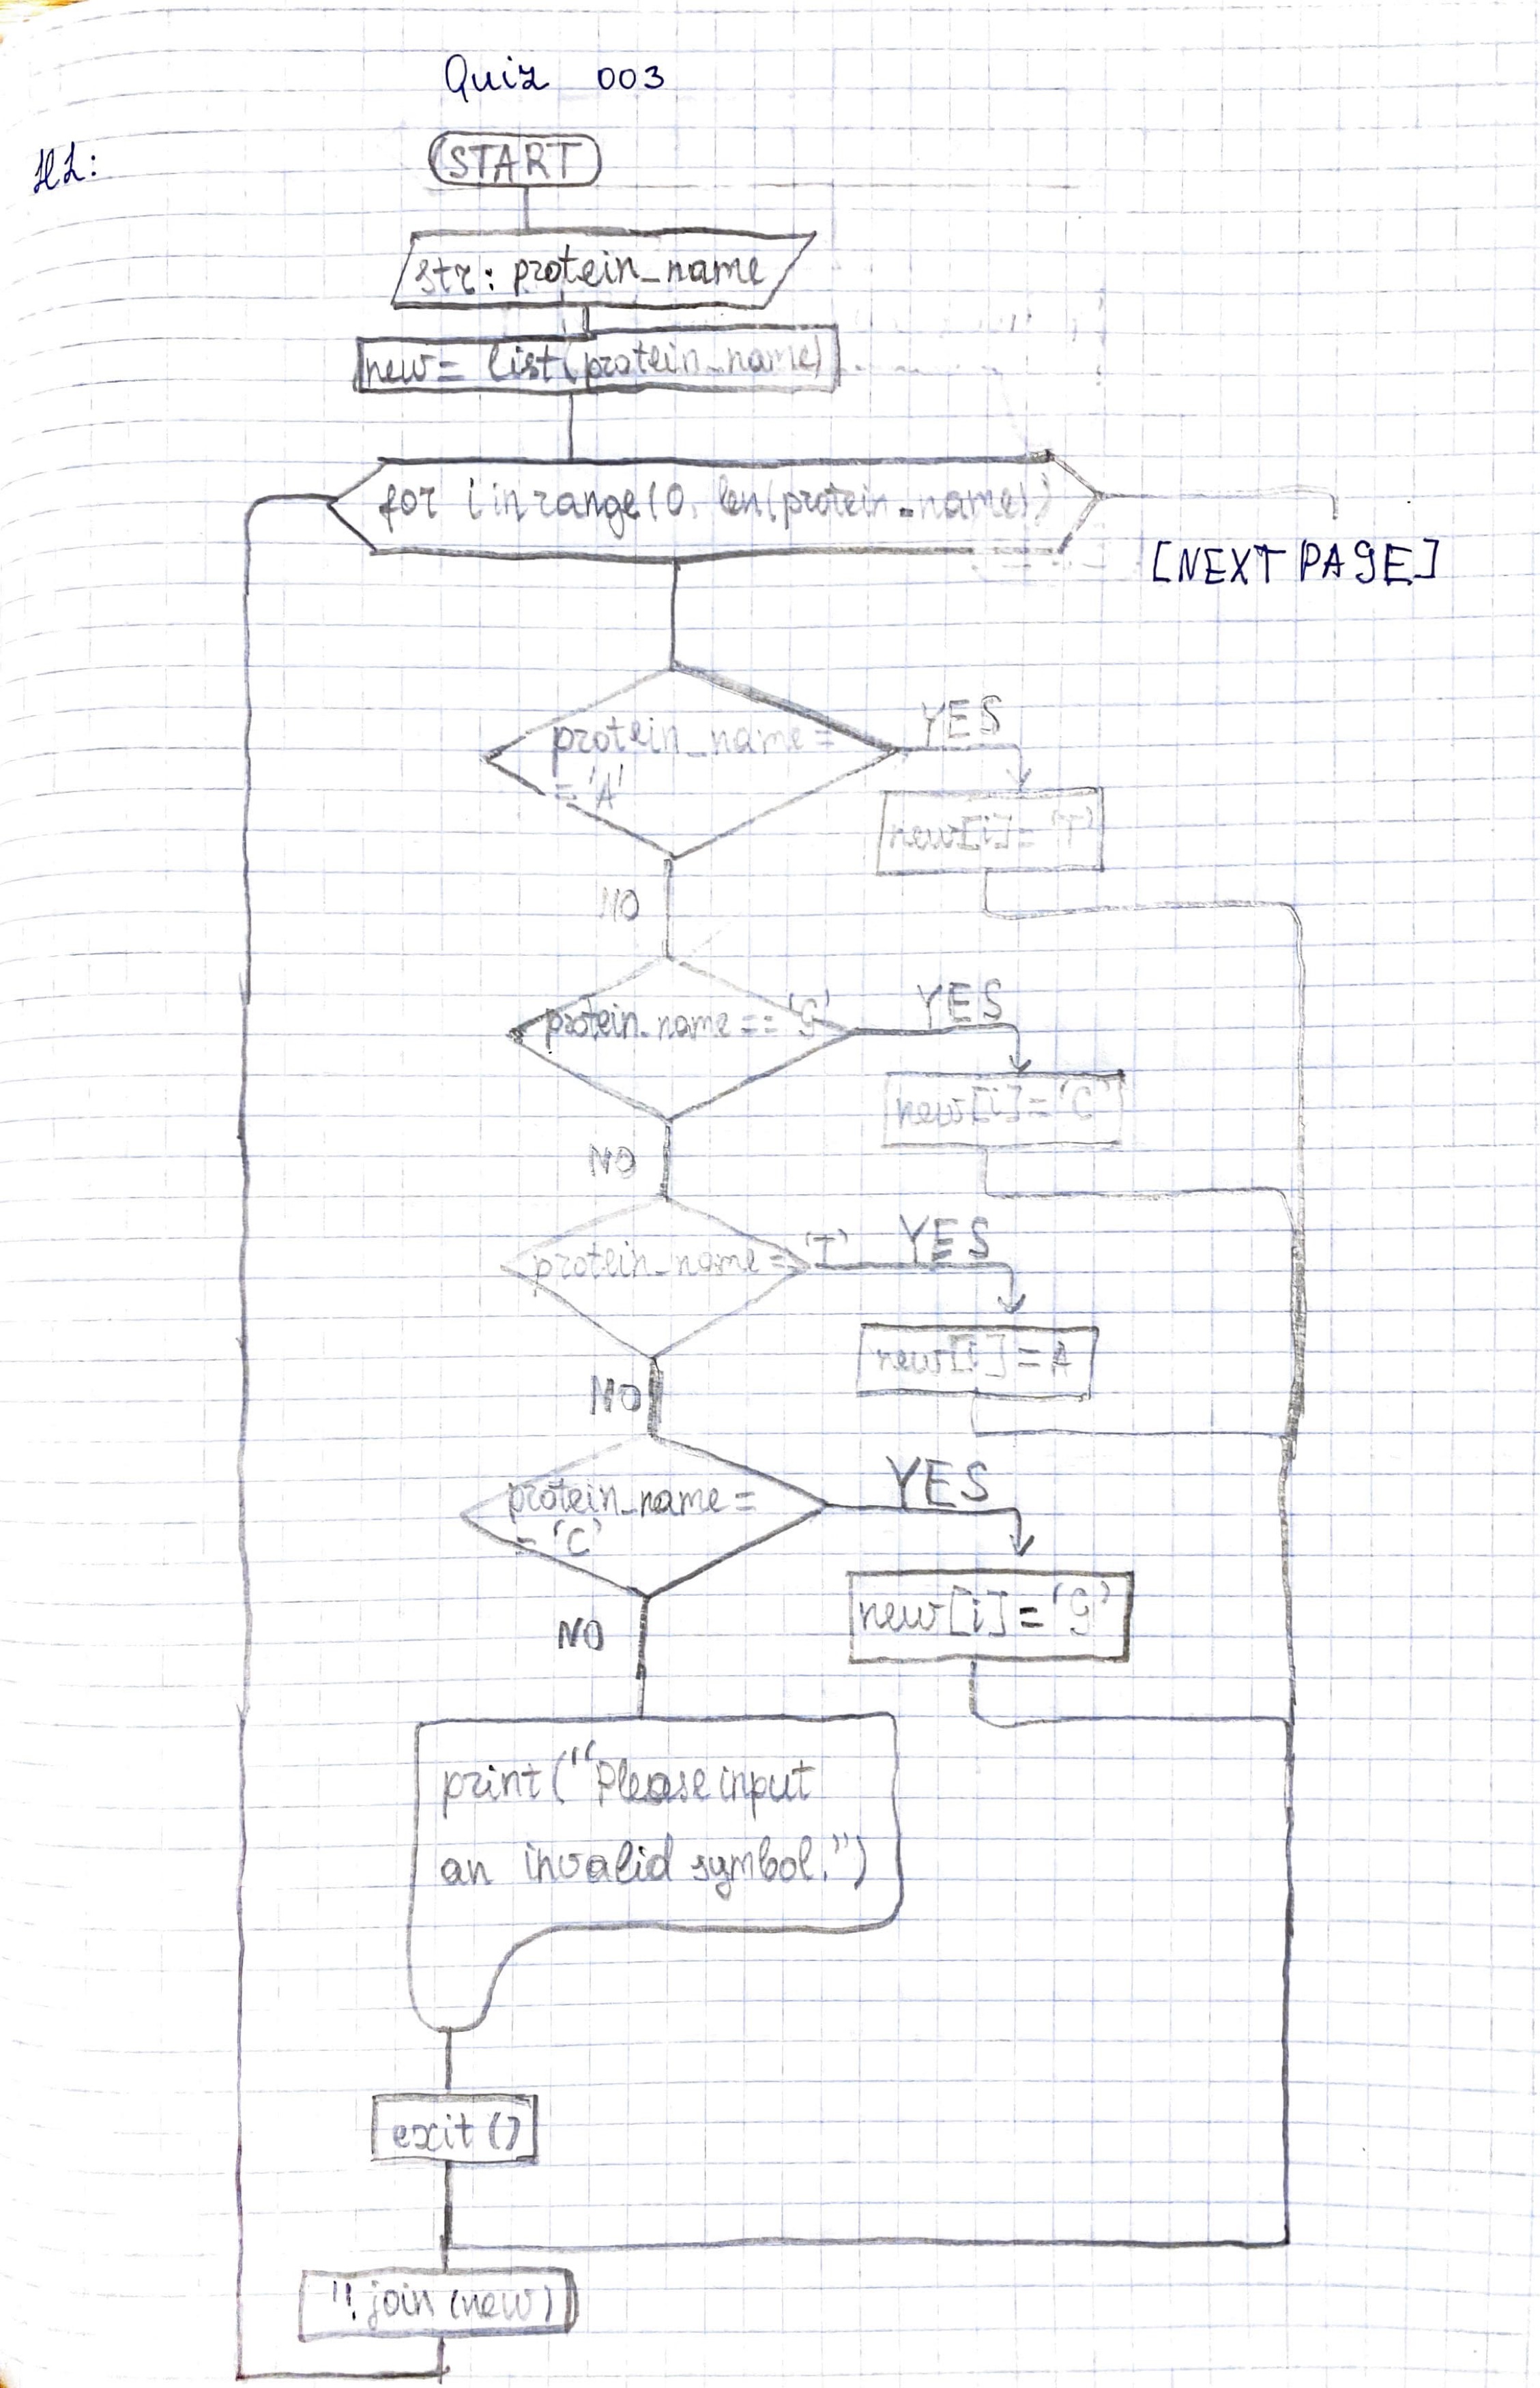 Quiz 003
HL:
START
str: protein_name
new= list(protein_name)
for i in range(0, len(protein_name))
[NEXT PAGE]
protein_name=
='A'
YES
new[i]='T'
NO
protein_name=='G'
YES
new[i]='C'
NO
protein_name=='T'
YES
new[i]=A
NO
protein_name=
='C'
YES
new[i]='G'
NO
print("Please input
an invalid symbol.")
exit()
''.join(new)